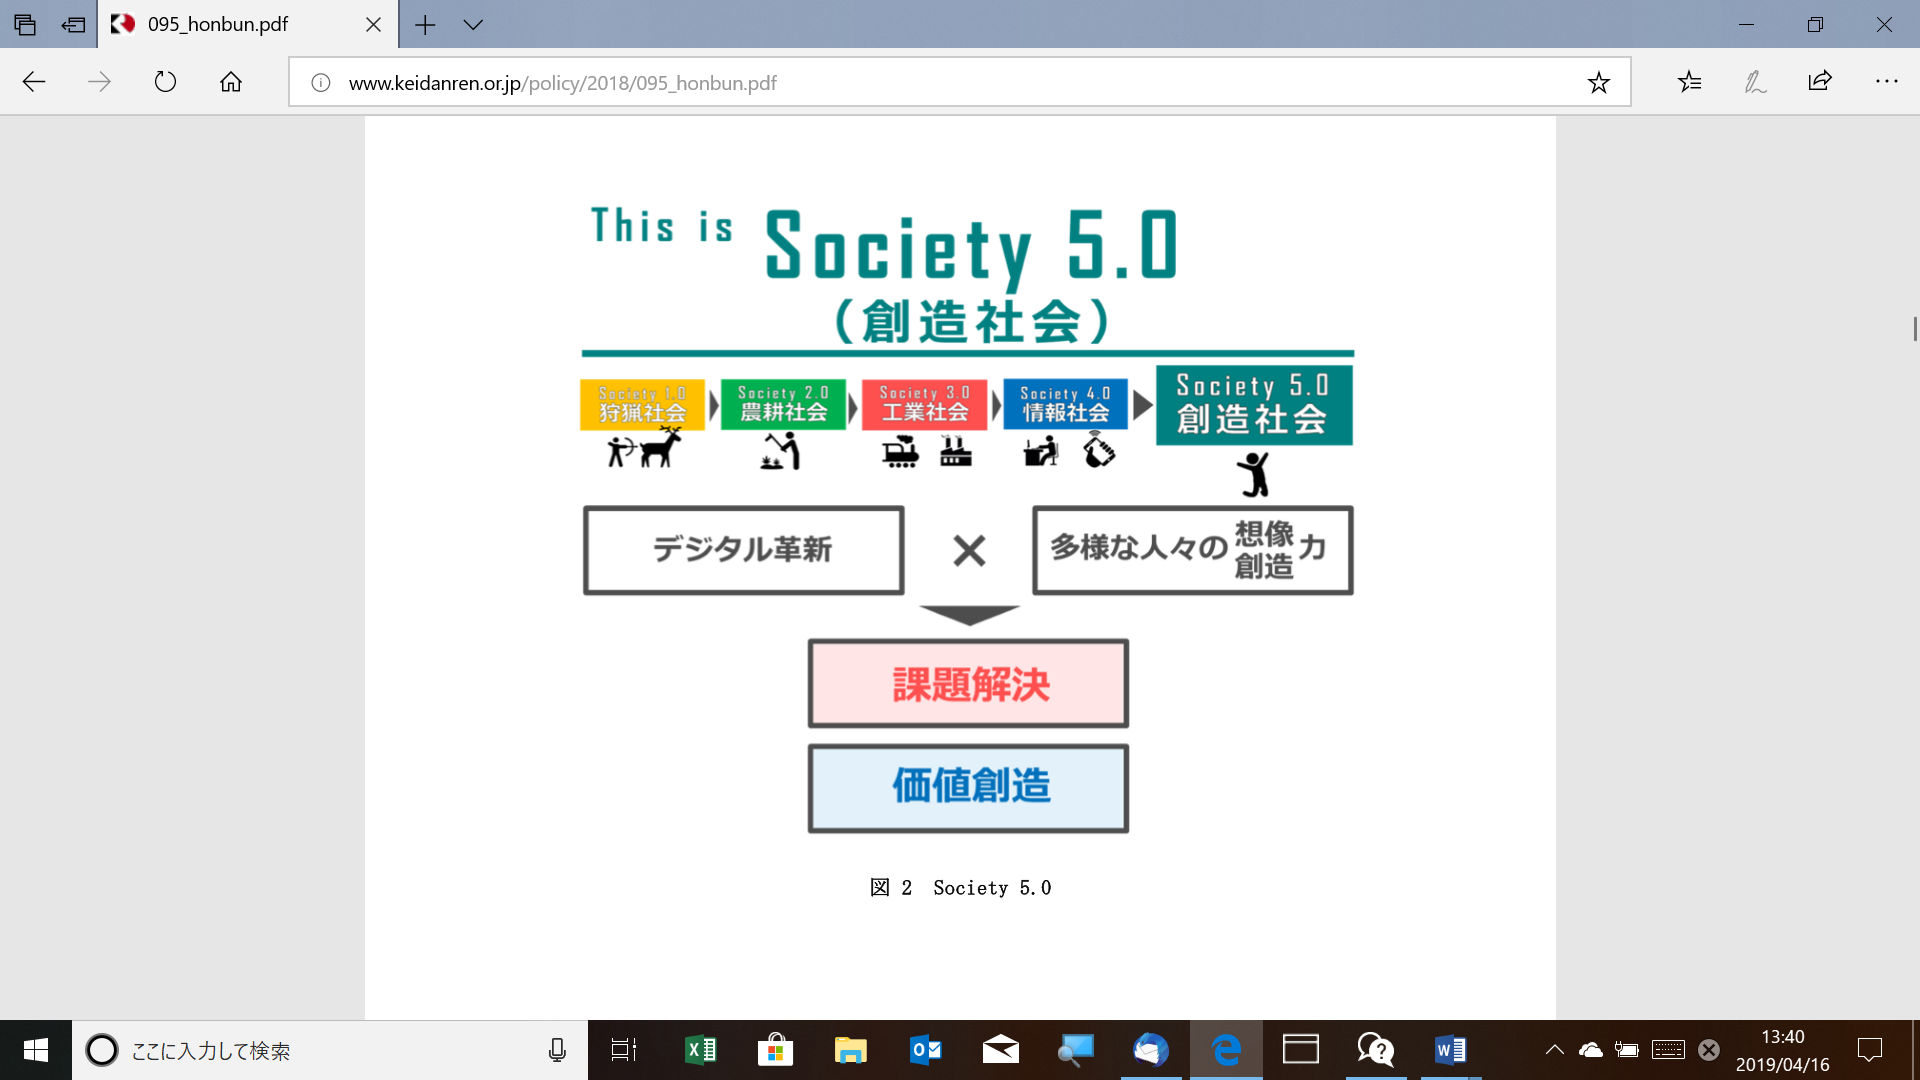 095_honbun.pdf
www.keidanren.or.jp/policy/2018/095_honbun.pdf
This is Society 5.0
（創造社会）
Society 1.0
狩猟社会
Society 2.0
農耕社会
Society 3.0
工業社会
Society 4.0
情報社会
Society 5.0
創造社会
デジタル革新
×
多様な人々の想像力
創造
課題解決
価値創造
図 2 Society 5.0
ここに入力して検索
13:40
2019/04/16